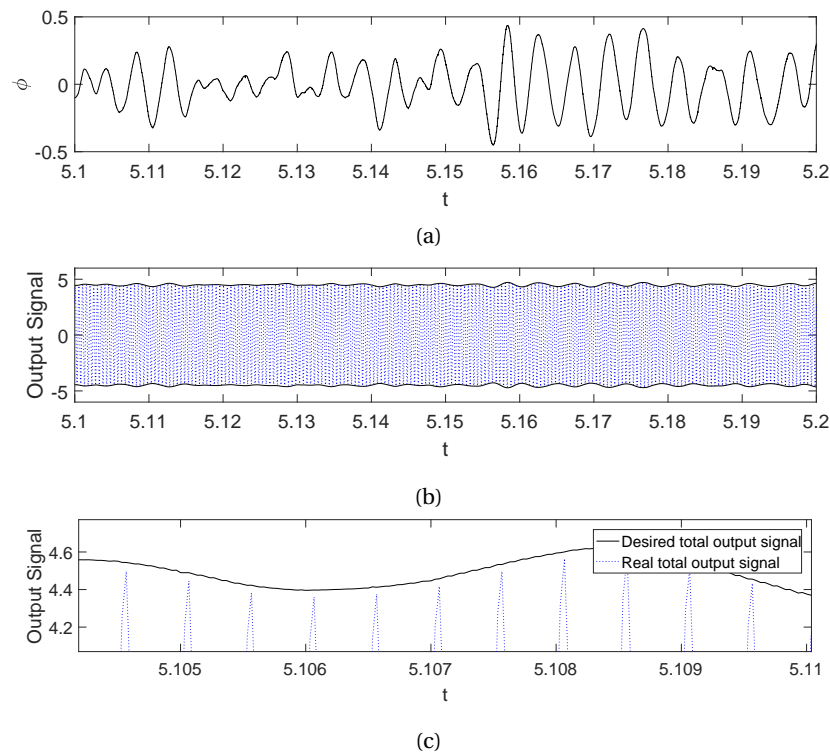 0.5
ϕ
0
-0.5
5.1 5.11 5.12 5.13 5.14 5.15 5.16 5.17 5.18 5.19 5.2
t
(a)
Output Signal
5
0
-5
5.1 5.11 5.12 5.13 5.14 5.15 5.16 5.17 5.18 5.19 5.2
t
(b)
Output Signal
4.6
4.4
4.2
Desired total output signal
Real total output signal
5.105 5.106 5.107 5.108 5.109 5.11
t
(c)